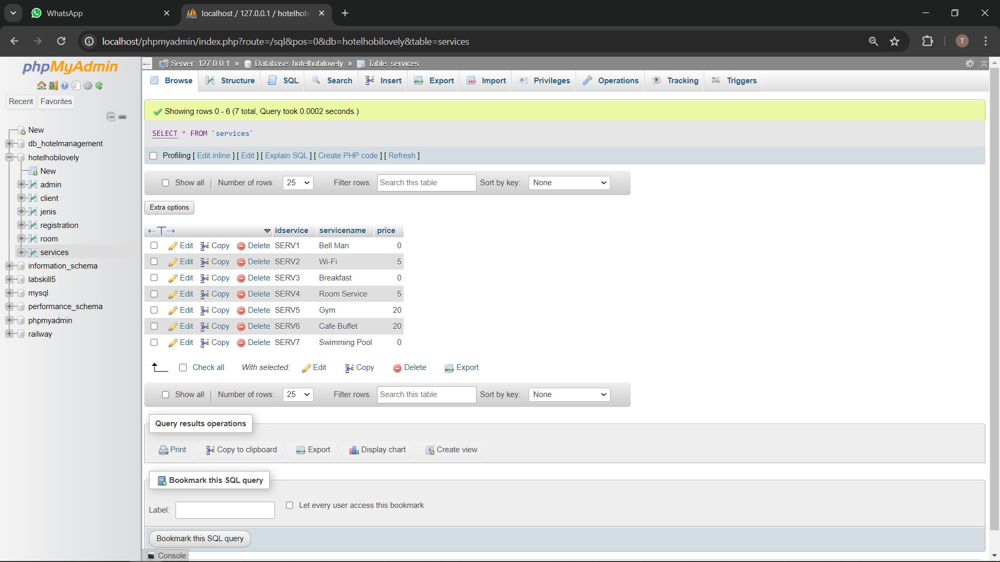 WhatsApp
localhost / 127.0.0.1 / hotelhobi
localhost/phpmyadmin/index.php?route=/sql&pos=0&db=hotelhobilovely&table=services
T
phpMyAdmin
Recent Favorites
New
db_hotelmanagement
hotelhobilovely
New
admin
client
jenis
registration
room
services
information_schema
labskill5
mysql
performance_schema
phpmyadmin
railway
Server: 127.0.0.1 » Database: hotelhobilovely » Table: services
Browse Structure SQL Search Insert Export Import Privileges Operations Tracking Triggers
Showing rows 0 - 6 (7 total, Query took 0.0002 seconds.)
SELECT * FROM `services`
Profiling [ Edit inline ] [ Edit ] [ Explain SQL ] [ Create PHP code ] [ Refresh ]
Show all | Number of rows: 25 Filter rows: Search this table Sort by key: None
Extra options
←T→ idservice servicename price
Edit Copy Delete SERV1 Bell Man 0
Edit Copy Delete SERV2 Wi-Fi 5
Edit Copy Delete SERV3 Breakfast 0
Edit Copy Delete SERV4 Room Service 5
Edit Copy Delete SERV5 Gym 20
Edit Copy Delete SERV6 Cafe Buffet 20
Edit Copy Delete SERV7 Swimming Pool 0
Check all With selected: Edit Copy Delete Export
Show all | Number of rows: 25 Filter rows: Search this table Sort by key: None
Query results operations
Print Copy to clipboard Export Display chart Create view
Bookmark this SQL query
Label: Let every user access this bookmark
Bookmark this SQL query
Console